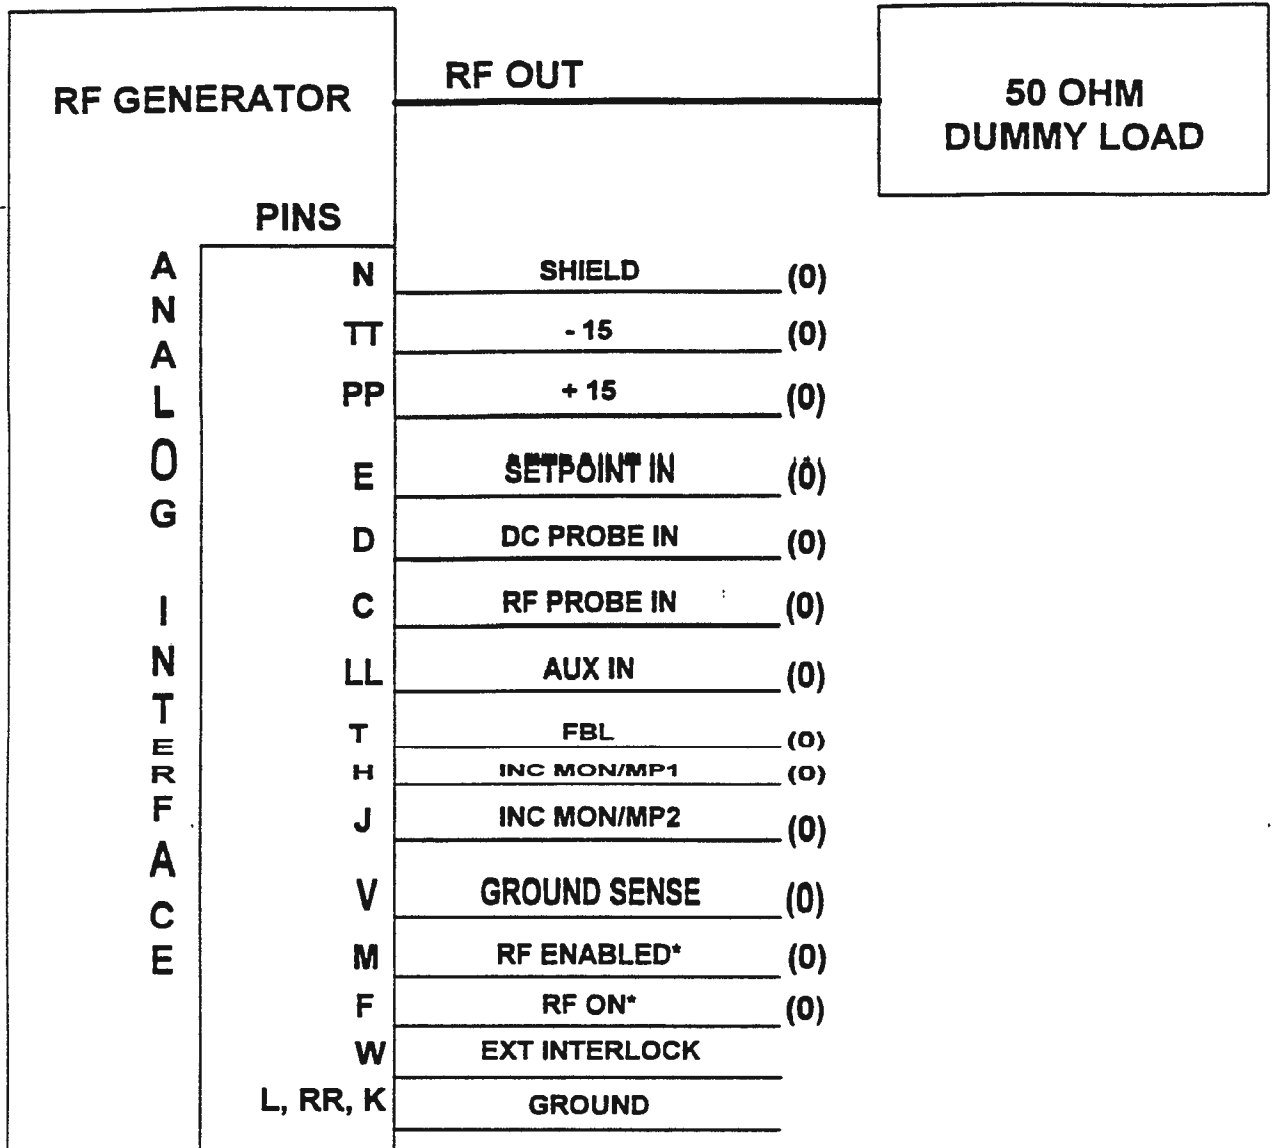 RF GENERATOR
RF OUT
50 OHM
DUMMY LOAD
PINS
ANALOG INTERFACE
N SHIELD (0)
TT - 15 (0)
PP + 15 (0)
E SETPOINT IN (0)
D DC PROBE IN (0)
C RF PROBE IN (0)
LL AUX IN (0)
T FBL (0)
H INC MON/MP1 (0)
J INC MON/MP2 (0)
V GROUND SENSE (0)
M RF ENABLED* (0)
F RF ON* (0)
W EXT INTERLOCK
L, RR, K GROUND